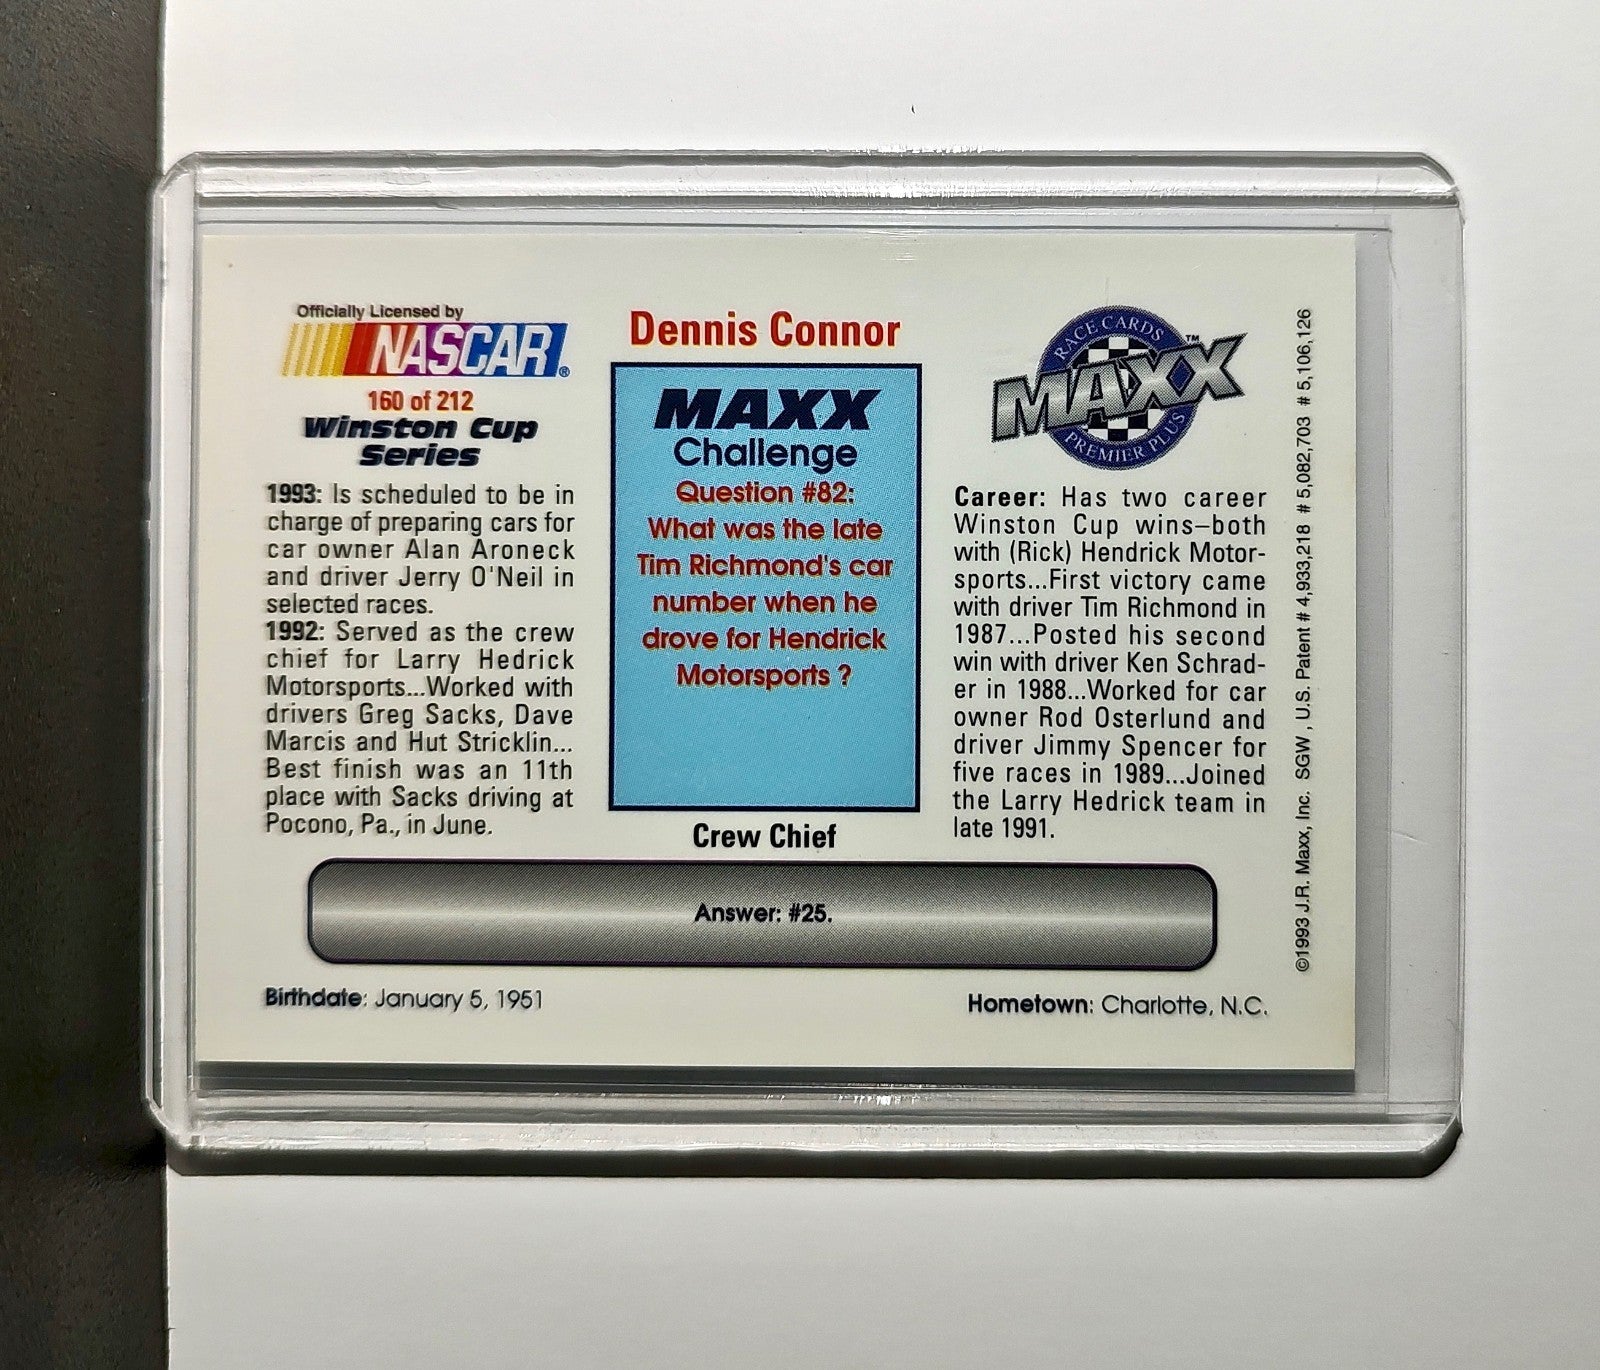 Officially Licensed by
NASCAR®
160 of 212
Winston Cup
Series
1993: Is scheduled to be in
charge of preparing cars for
car owner Alan Aroneck
and driver Jerry O'Neil in
selected races.
1992: Served as the crew
chief for Larry Hedrick
Motorsports...Worked with
drivers Greg Sacks, Dave
Marcis and Hut Stricklin...
Best finish was an 11th
place with Sacks driving at
Pocono, Pa., in June.
Dennis Connor
MAXX
Challenge
Question #82:
What was the late
Tim Richmond's car
number when he
drove for Hendrick
Motorsports ?
Crew Chief
RACE CARDS
MAXX™
PREMIER PLUS
Career: Has two career
Winston Cup wins–both
with (Rick) Hendrick Motor-
sports...First victory came
with driver Tim Richmond in
1987...Posted his second
win with driver Ken Schrad-
er in 1988...Worked for car
owner Rod Osterlund and
driver Jimmy Spencer for
five races in 1989...Joined
the Larry Hedrick team in
late 1991.
Answer: #25.
Birthdate: January 5, 1951
Hometown: Charlotte, N.C.
©1993 J.R. Maxx, Inc. SGW , U.S. Patent # 4,933,218 # 5,082,703 # 5,106,126